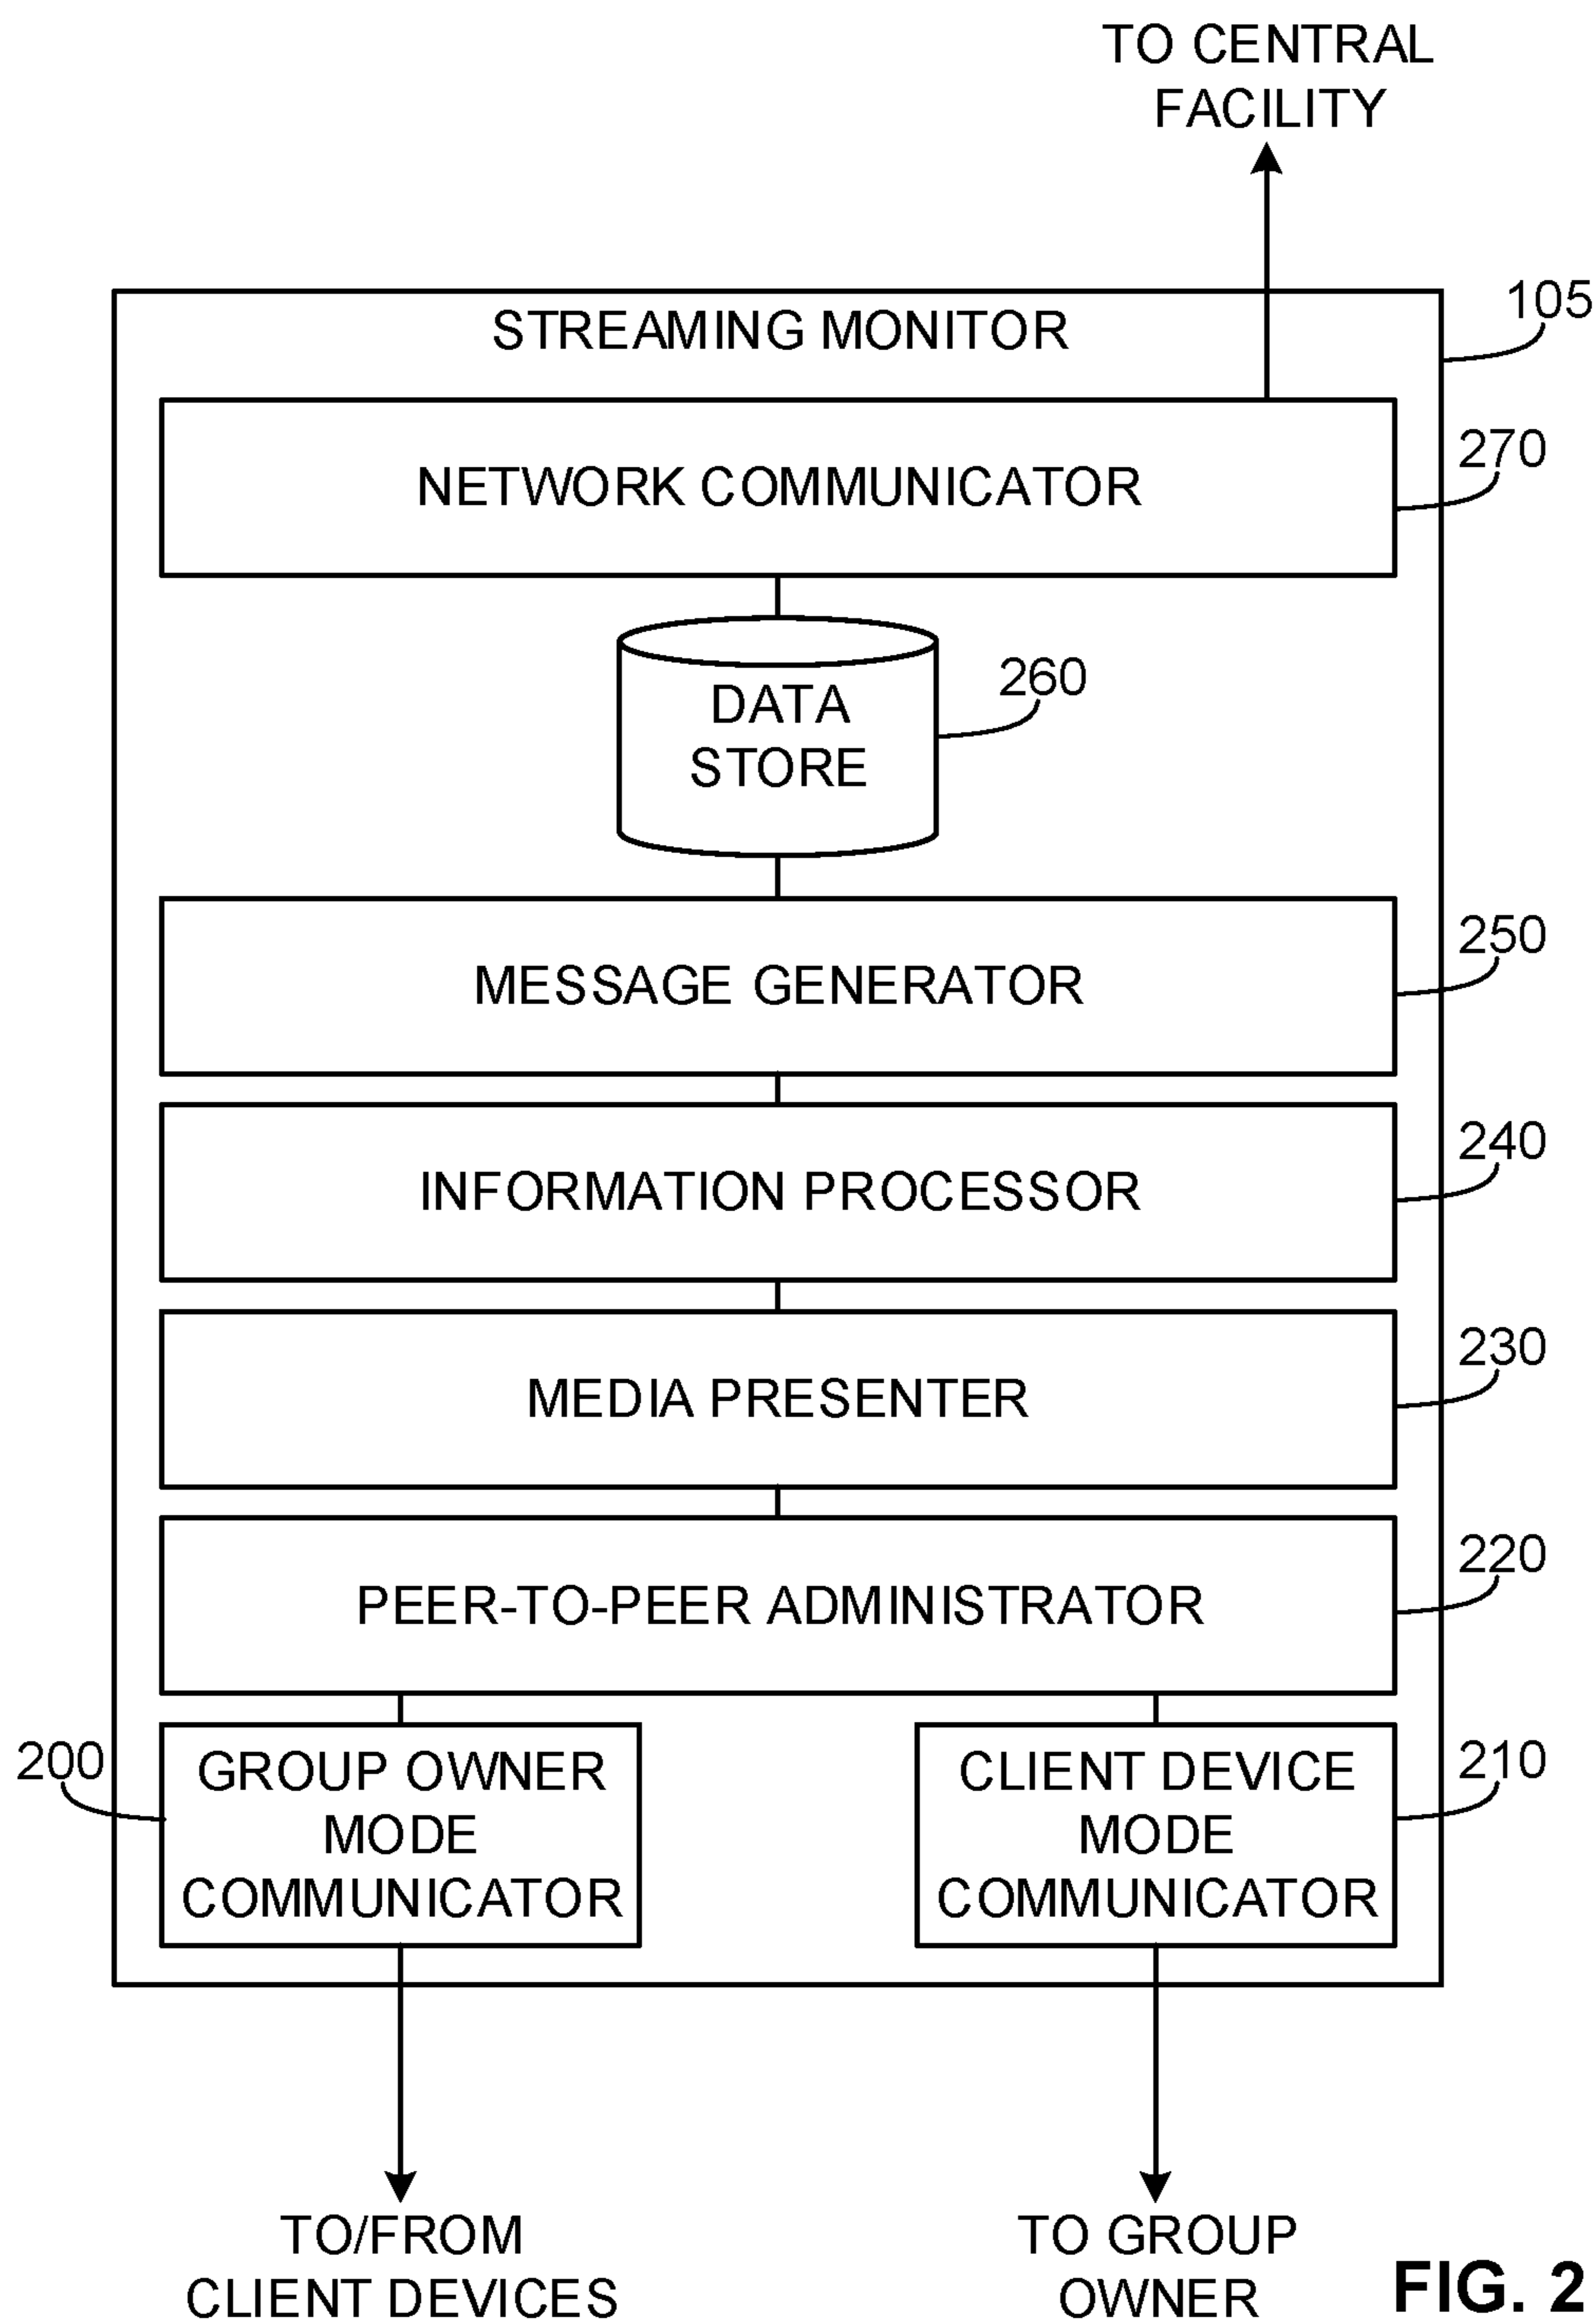 TO CENTRAL
FACILITY
105
STREAMING MONITOR
270
NETWORK COMMUNICATOR
260
DATA
STORE
250
MESSAGE GENERATOR
240
INFORMATION PROCESSOR
230
MEDIA PRESENTER
220
PEER-TO-PEER ADMINISTRATOR
200
GROUP OWNER
MODE
COMMUNICATOR
210
CLIENT DEVICE
MODE
COMMUNICATOR
TO/FROM
CLIENT DEVICES
TO GROUP
OWNER
FIG. 2